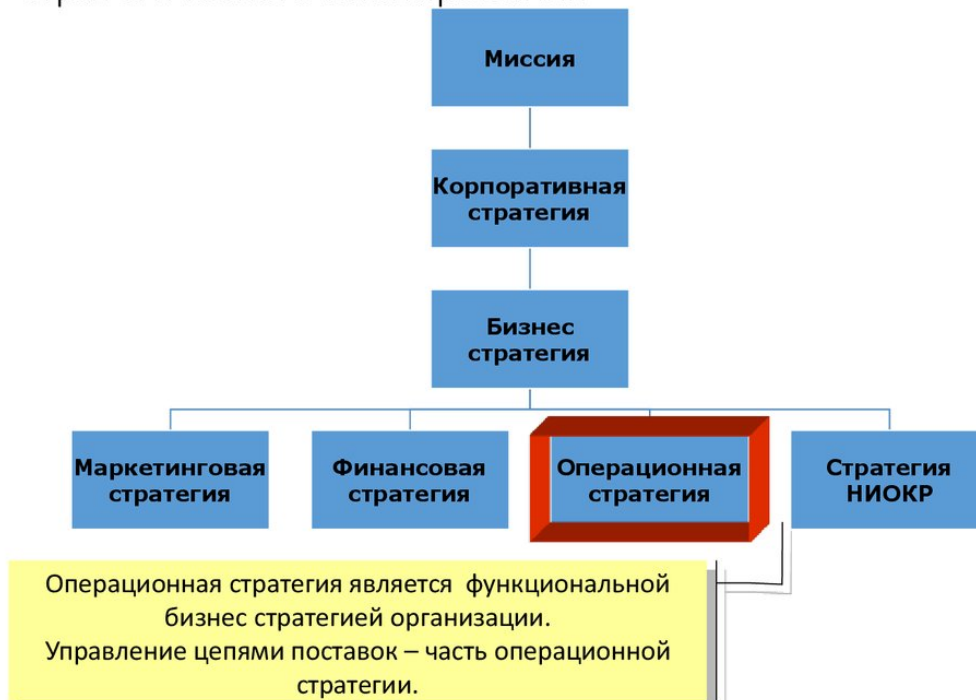 Миссия
Корпоративная
стратегия
Бизнес
стратегия
Маркетинговая
стратегия
Финансовая
стратегия
Операционная
стратегия
Стратегия
НИОКР
Операционная стратегия является функциональной
бизнес стратегией организации.
Управление цепями поставок – часть операционной
стратегии.